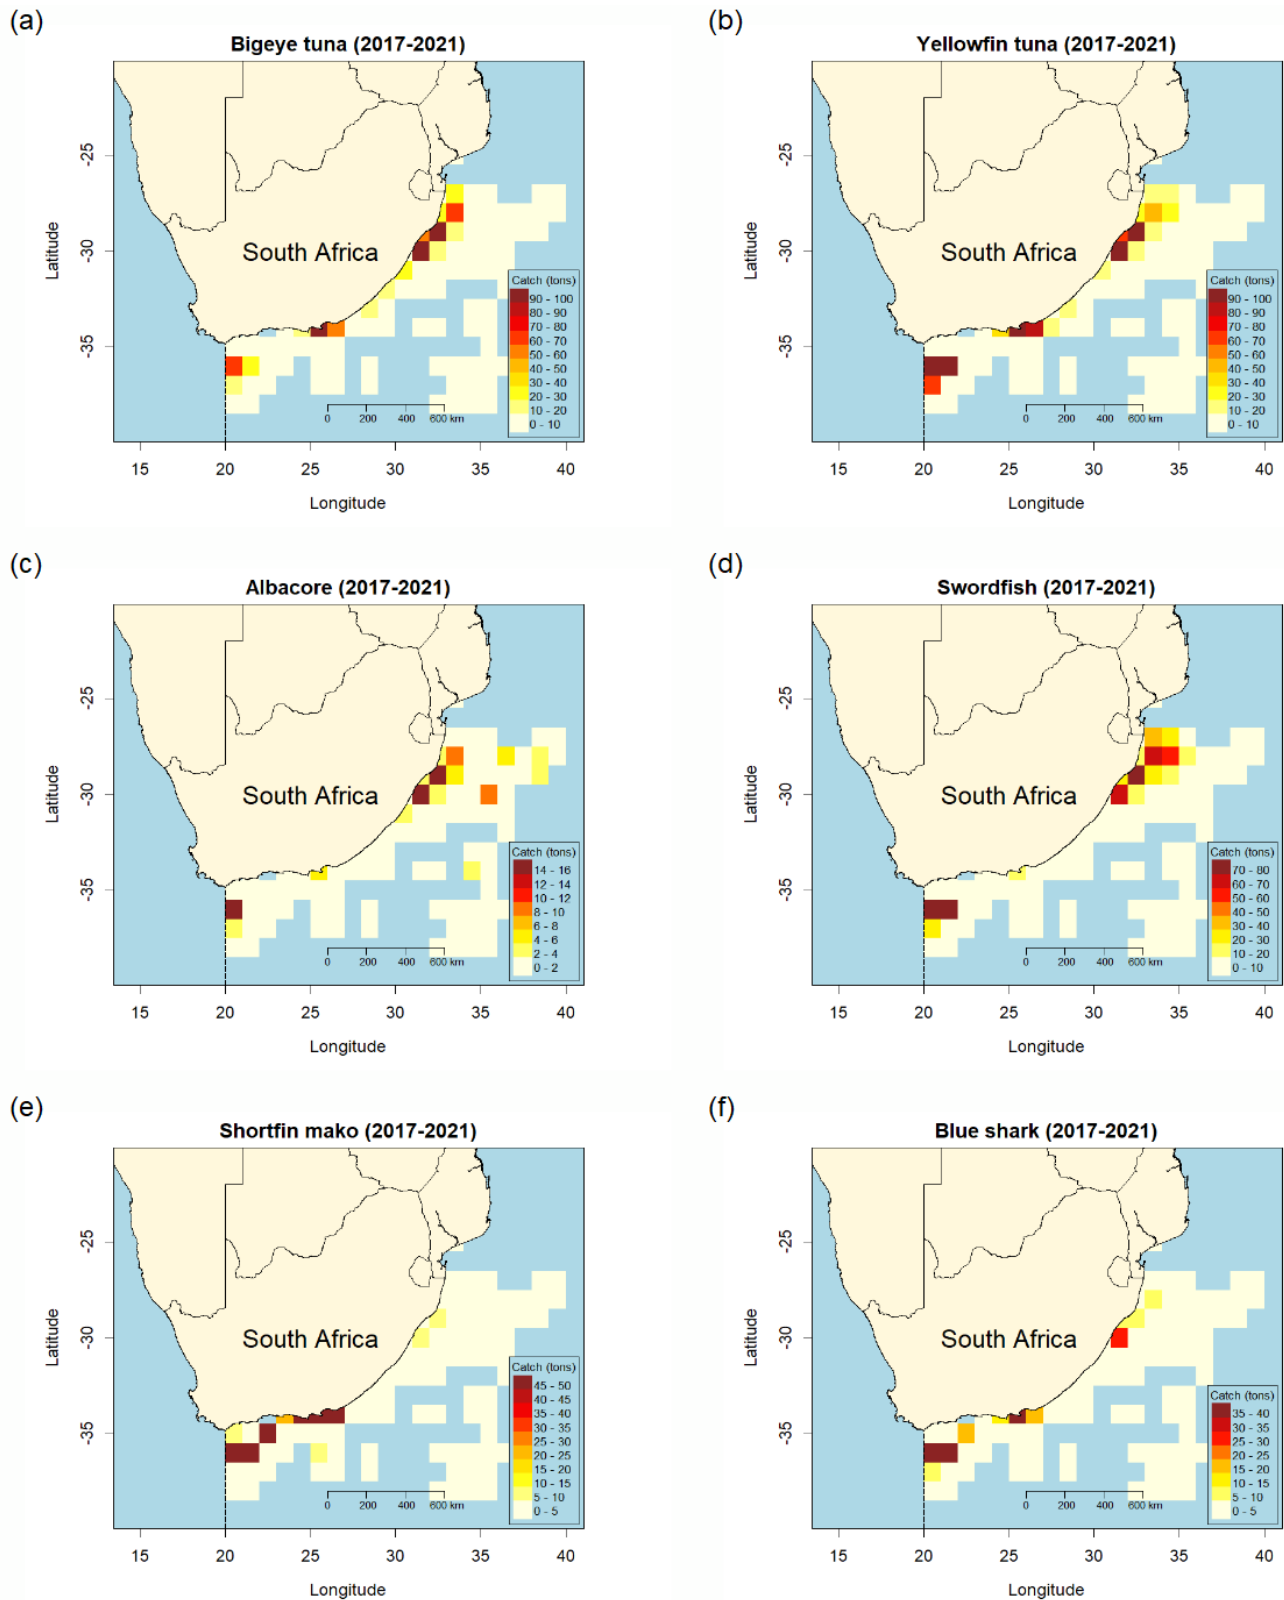 (a)
Bigeye tuna (2017-2021)
Latitude
-25
-30
-35
South Africa
Catch (tons)
90 - 100
80 - 90
70 - 80
60 - 70
50 - 60
40 - 50
30 - 40
20 - 30
10 - 20
0 - 10
0 200 400 600 km
15 20 25 30 35 40
Longitude
(b)
Yellowfin tuna (2017-2021)
Latitude
-25
-30
-35
South Africa
Catch (tons)
90 - 100
80 - 90
70 - 80
60 - 70
50 - 60
40 - 50
30 - 40
20 - 30
10 - 20
0 - 10
0 200 400 600 km
15 20 25 30 35 40
Longitude
(c)
Albacore (2017-2021)
Latitude
-25
-30
-35
South Africa
Catch (tons)
14 - 16
12 - 14
10 - 12
8 - 10
6 - 8
4 - 6
2 - 4
0 - 2
0 200 400 600 km
15 20 25 30 35 40
Longitude
(d)
Swordfish (2017-2021)
Latitude
-25
-30
-35
South Africa
Catch (tons)
70 - 80
60 - 70
50 - 60
40 - 50
30 - 40
20 - 30
10 - 20
0 - 10
0 200 400 600 km
15 20 25 30 35 40
Longitude
(e)
Shortfin mako (2017-2021)
Latitude
-25
-30
-35
South Africa
Catch (tons)
45 - 50
40 - 45
35 - 40
30 - 35
25 - 30
20 - 25
15 - 20
10 - 15
5 - 10
0 - 5
0 200 400 600 km
15 20 25 30 35 40
Longitude
(f)
Blue shark (2017-2021)
Latitude
-25
-30
-35
South Africa
Catch (tons)
35 - 40
30 - 35
25 - 30
20 - 25
15 - 20
10 - 15
5 - 10
0 - 5
0 200 400 600 km
15 20 25 30 35 40
Longitude